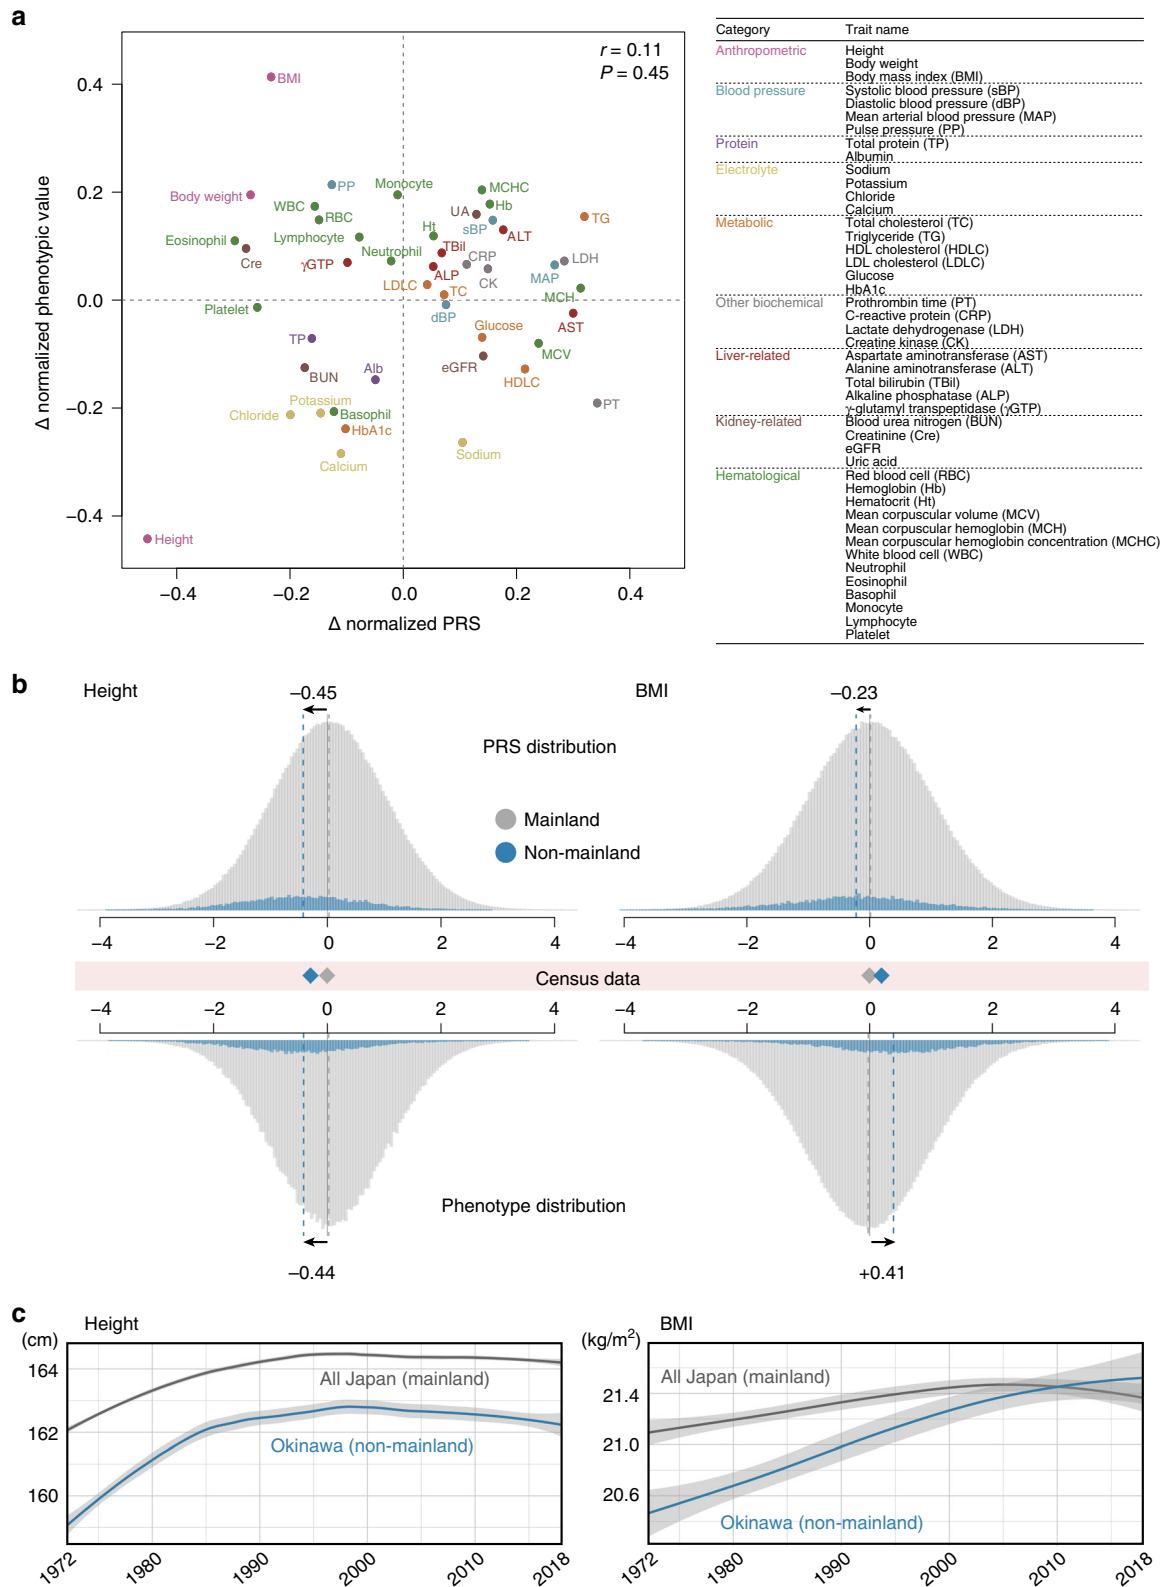 a
r = 0.11
P = 0.45
BMI
Body weight
PP
Monocyte
MCHC
WBC
RBC
UA
Hb
TG
Eosinophil
Lymphocyte
Ht
sBP
ALT
Cre
γGTP
Neutrophil
TBil
CRP
LDH
LDLC
ALP
CK
MAP
TC
MCH
Platelet
dBP
AST
TP
Glucose
MCV
BUN
Alb
eGFR
HDLC
Potassium
PT
Chloride
Basophil
HbA1c
Calcium
Sodium
Height
0.4
0.2
0.0
−0.2
−0.4
Δ normalized phenotypic value
−0.4 −0.2 0.0 0.2 0.4
Δ normalized PRS
Category Trait name
Anthropometric Height
Body weight
Body mass index (BMI)
Blood pressure Systolic blood pressure (sBP)
Diastolic blood pressure (dBP)
Mean arterial blood pressure (MAP)
Pulse pressure (PP)
Protein Total protein (TP)
Albumin
Electrolyte Sodium
Potassium
Chloride
Calcium
Metabolic Total cholesterol (TC)
Triglyceride (TG)
HDL cholesterol (HDLC)
LDL cholesterol (LDLC)
Glucose
HbA1c
Other biochemical Prothrombin time (PT)
C-reactive protein (CRP)
Lactate dehydrogenase (LDH)
Creatine kinase (CK)
Liver-related Aspartate aminotransferase (AST)
Alanine aminotransferase (ALT)
Total bilirubin (TBil)
Alkaline phosphatase (ALP)
γ-glutamyl transpeptidase (γGTP)
Kidney-related Blood urea nitrogen (BUN)
Creatinine (Cre)
eGFR
Uric acid
Hematological Red blood cell (RBC)
Hemoglobin (Hb)
Hematocrit (Ht)
Mean corpuscular volume (MCV)
Mean corpuscular hemoglobin (MCH)
Mean corpuscular hemoglobin concentration (MCHC)
White blood cell (WBC)
Neutrophil
Eosinophil
Basophil
Monocyte
Lymphocyte
Platelet
b
Height −0.45 BMI −0.23
PRS distribution
Mainland
Non-mainland
−4 −2 0 2 4 −4 −2 0 2 4
Census data
−4 −2 0 2 4 −4 −2 0 2 4
Phenotype distribution
−0.44 +0.41
c
Height
(cm)
164
162
160
All Japan (mainland)
Okinawa (non-mainland)
1972 1980 1990 2000 2010 2018
BMI
(kg/m²)
21.4
21.0
20.6
All Japan (mainland)
Okinawa (non-mainland)
1972 1980 1990 2000 2010 2018